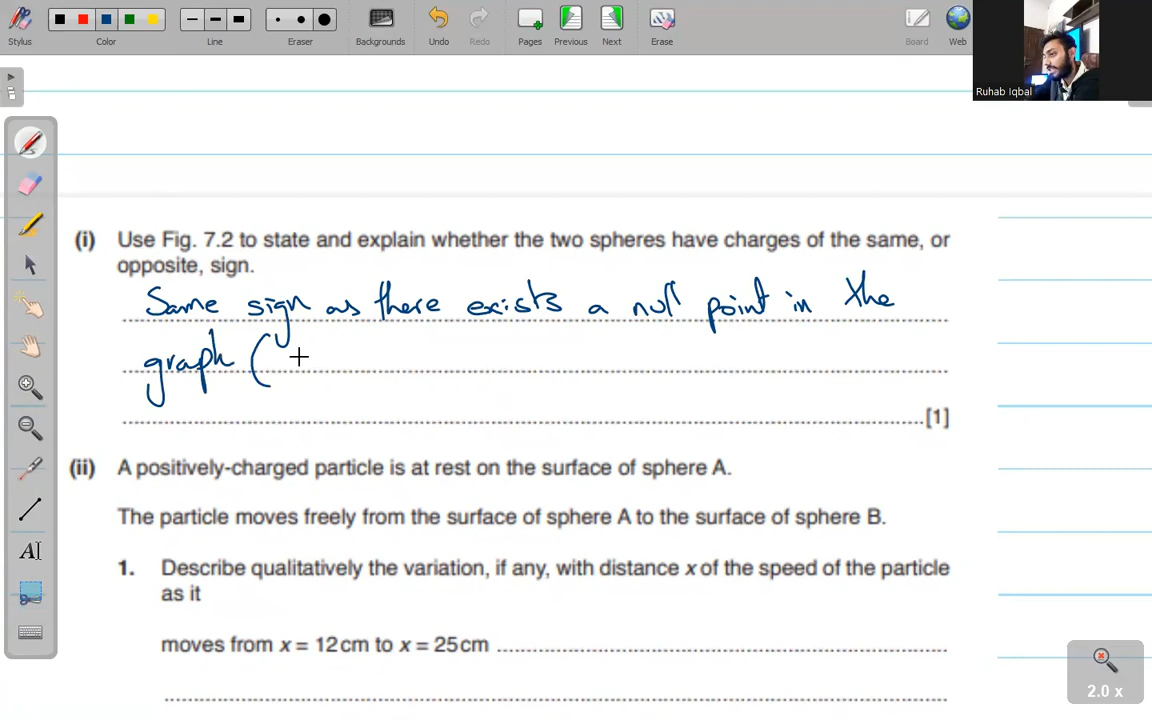 Stylus Color Line Eraser Backgrounds Undo Redo Pages Previous Next Erase Board Web
Ruhab Iqbal
(i) Use Fig. 7.2 to state and explain whether the two spheres have charges of the same, or
opposite, sign.
Same sign as there exists a null point in the
graph (
[1]
(ii) A positively-charged particle is at rest on the surface of sphere A.
The particle moves freely from the surface of sphere A to the surface of sphere B.
1. Describe qualitatively the variation, if any, with distance x of the speed of the particle
as it
moves from x = 12 cm to x = 25 cm
2.0 x